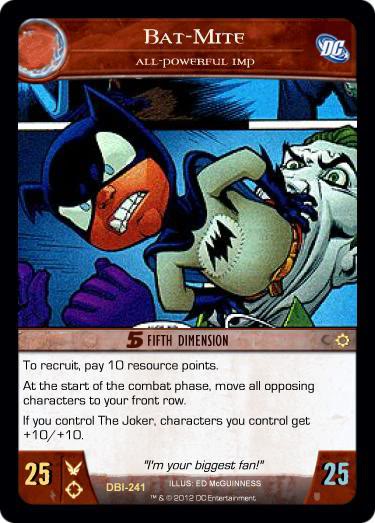 BAT-MITE
ALL-POWERFUL IMP
DC
5 FIFTH DIMENSION
To recruit, pay 10 resource points.
At the start of the combat phase, move all opposing
characters to your front row.
If you control The Joker, characters you control get
+10/+10.
"I'm your biggest fan!"
25
DBI-241
ILLUS: ED McGUINNESS
25
™ & © 2012 DC Entertainment